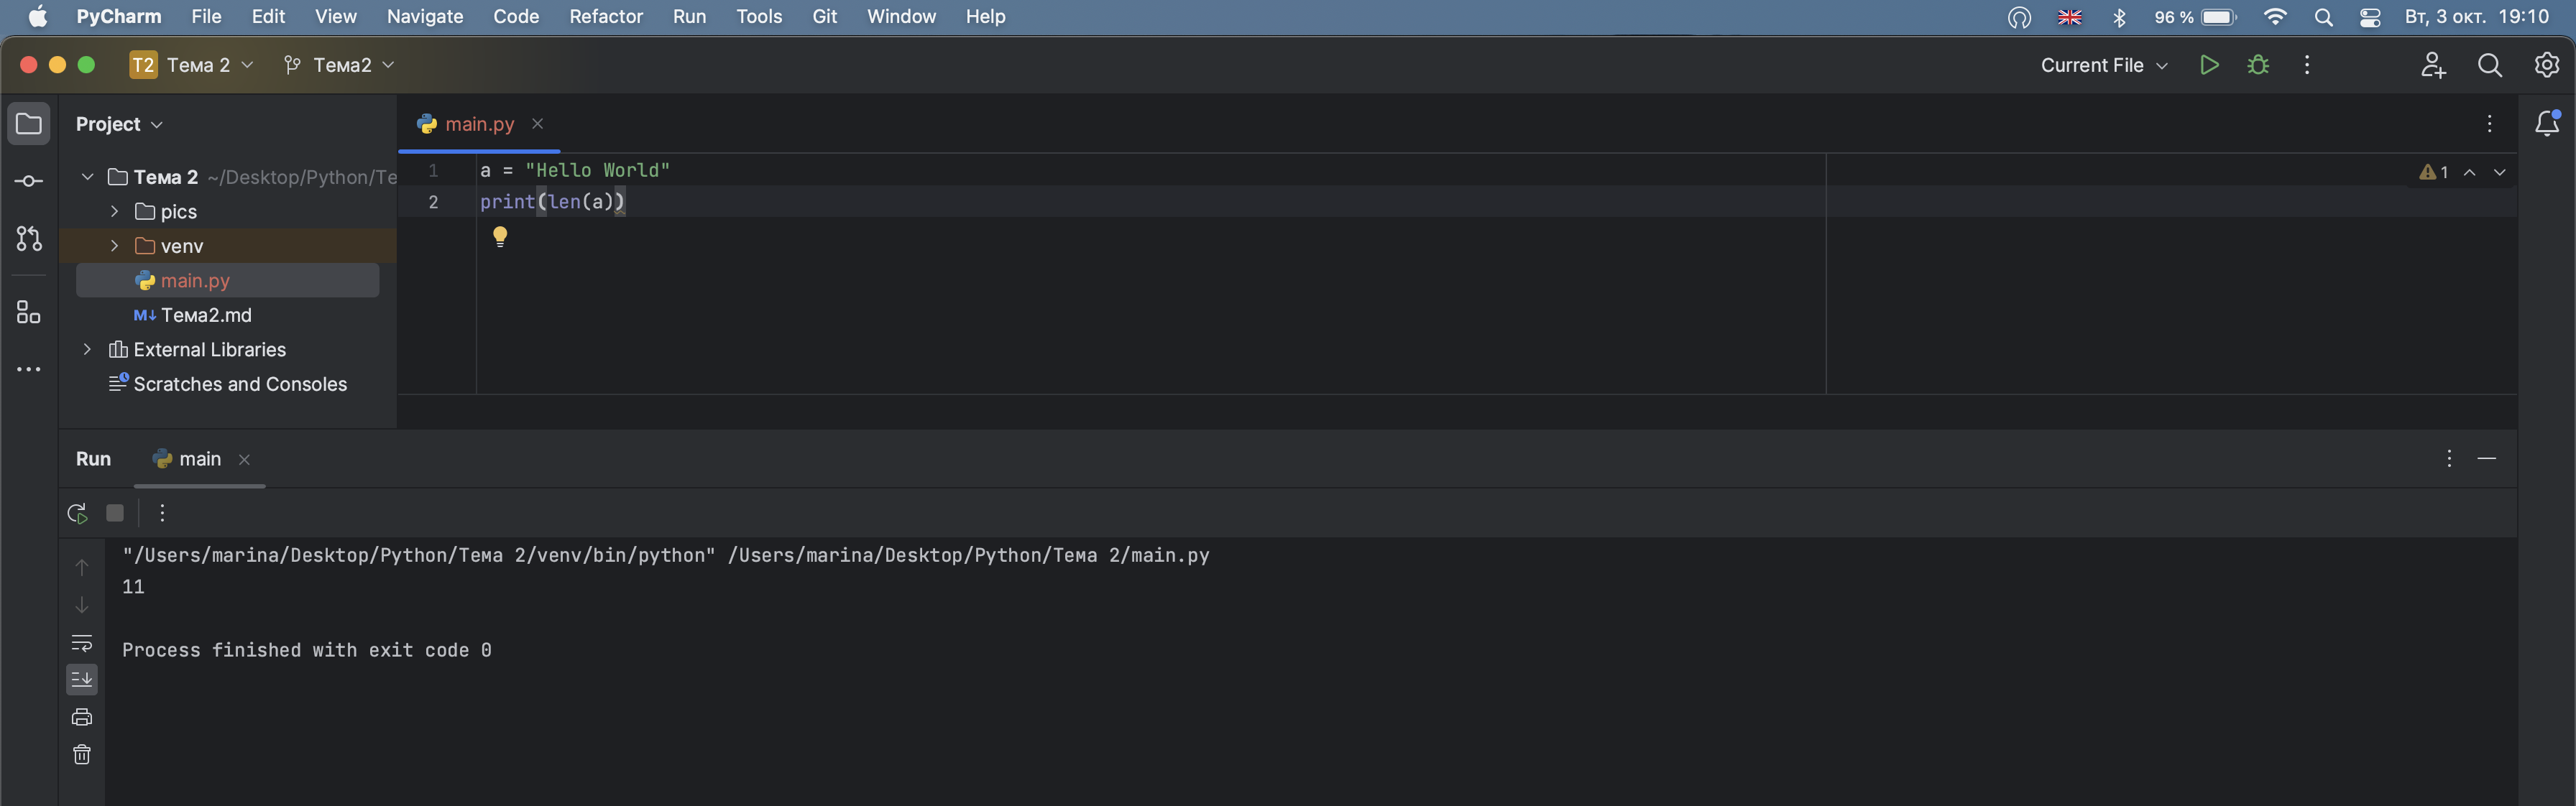 PyCharm File Edit View Navigate Code Refactor Run Tools Git Window Help 96 % Вт, 3 окт. 19:10
T2 Тема 2 Тема2 Current File
Project
main.py
Тема 2 ~/Desktop/Python/Te
pics
venv
main.py
M↓ Тема2.md
External Libraries
Scratches and Consoles
1 a = "Hello World"
2 print(len(a))
1
Run main
"/Users/marina/Desktop/Python/Тема 2/venv/bin/python" /Users/marina/Desktop/Python/Тема 2/main.py
11
Process finished with exit code 0